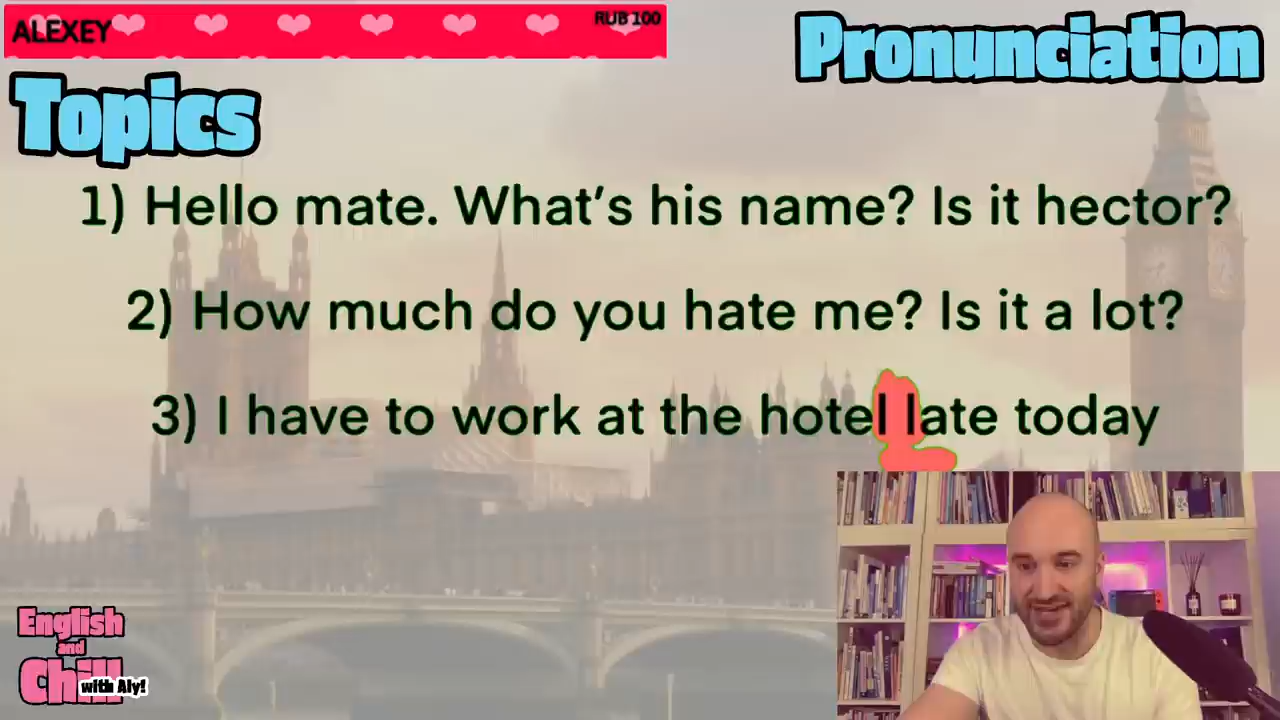 ALEXEY
RUB 100
Pronunciation
Topics
1) Hello mate. What's his name? Is it hector?
2) How much do you hate me? Is it a lot?
3) I have to work at the hotel late today
English
and
Chill
with Aly!